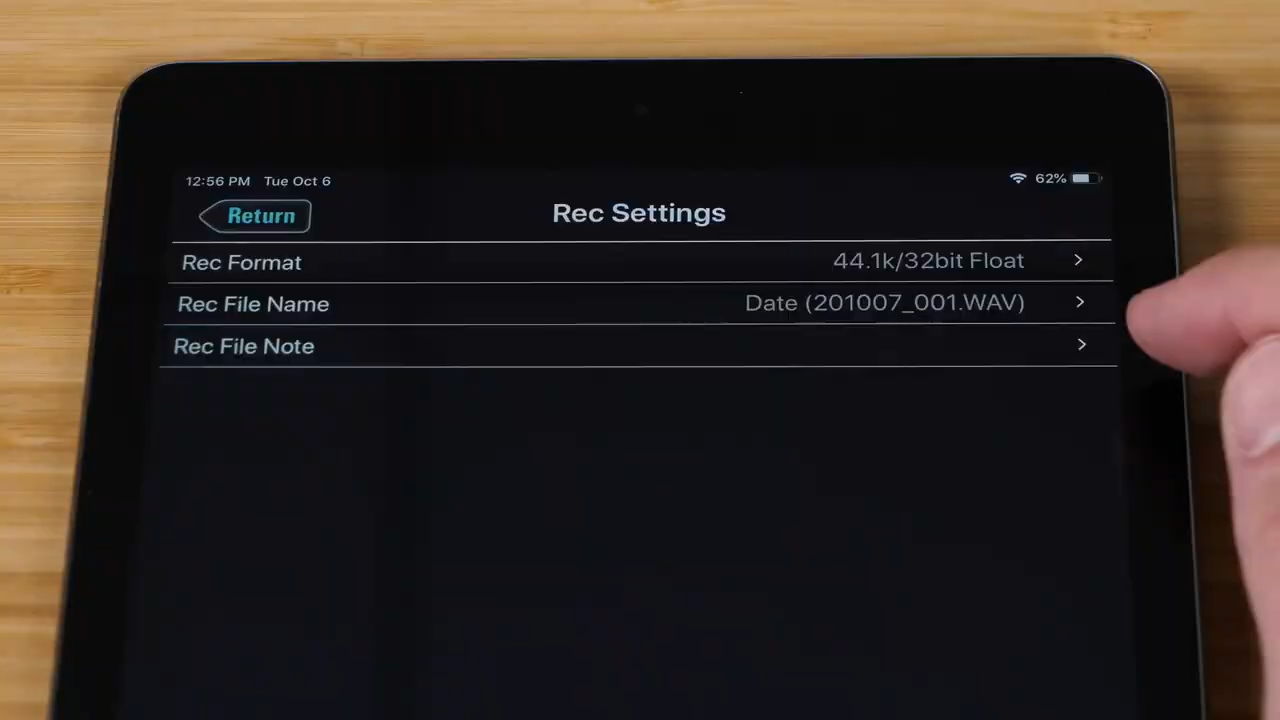 12:56 PM Tue Oct 6 62%
Return Rec Settings
Rec Format 44.1k/32bit Float >
Rec File Name Date (201007_001.WAV) >
Rec File Note >